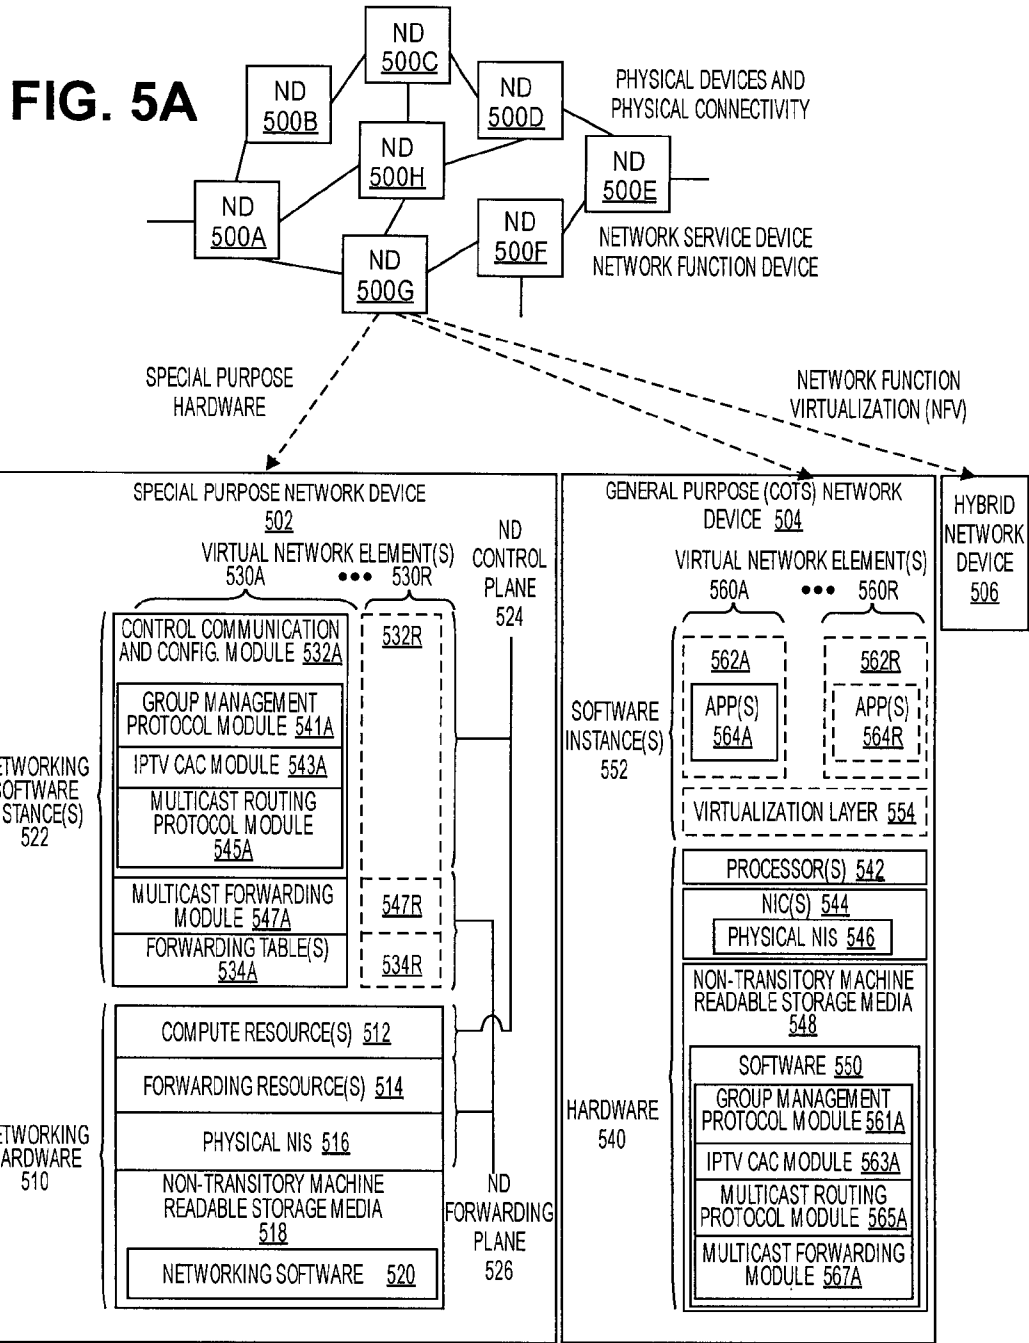 FIG. 5A
ND
500C
ND
500B
ND
500D
PHYSICAL DEVICES AND
PHYSICAL CONNECTIVITY
ND
500H
ND
500E
ND
500A
ND
500F
NETWORK SERVICE DEVICE
NETWORK FUNCTION DEVICE
ND
500G
SPECIAL PURPOSE
HARDWARE
NETWORK FUNCTION
VIRTUALIZATION (NFV)
SPECIAL PURPOSE NETWORK DEVICE
502
VIRTUAL NETWORK ELEMENT(S)
530A
••• 530R
ND
CONTROL
PLANE
524
CONTROL COMMUNICATION
AND CONFIG. MODULE 532A
532R
GROUP MANAGEMENT
PROTOCOL MODULE 541A
IPTV CAC MODULE 543A
MULTICAST ROUTING
PROTOCOL MODULE
545A
ETWORKING
SOFTWARE
STANCE(S)
522
MULTICAST FORWARDING
MODULE 547A
547R
FORWARDING TABLE(S)
534A
534R
COMPUTE RESOURCE(S) 512
FORWARDING RESOURCE(S) 514
PHYSICAL NIS 516
ETWORKING
ARDWARE
510
NON-TRANSITORY MACHINE
READABLE STORAGE MEDIA
518
NETWORKING SOFTWARE 520
ND
FORWARDING
PLANE
526
GENERAL PURPOSE (COTS) NETWORK
DEVICE 504
VIRTUAL NETWORK ELEMENT(S)
560A ••• 560R
562A
562R
APP(S)
564A
APP(S)
564R
SOFTWARE
INSTANCE(S)
552
VIRTUALIZATION LAYER 554
PROCESSOR(S) 542
NIC(S) 544
PHYSICAL NIS 546
NON-TRANSITORY MACHINE
READABLE STORAGE MEDIA
548
SOFTWARE 550
GROUP MANAGEMENT
PROTOCOL MODULE 561A
IPTV CAC MODULE 563A
MULTICAST ROUTING
PROTOCOL MODULE 565A
MULTICAST FORWARDING
MODULE 567A
HARDWARE
540
HYBRID
NETWORK
DEVICE
506